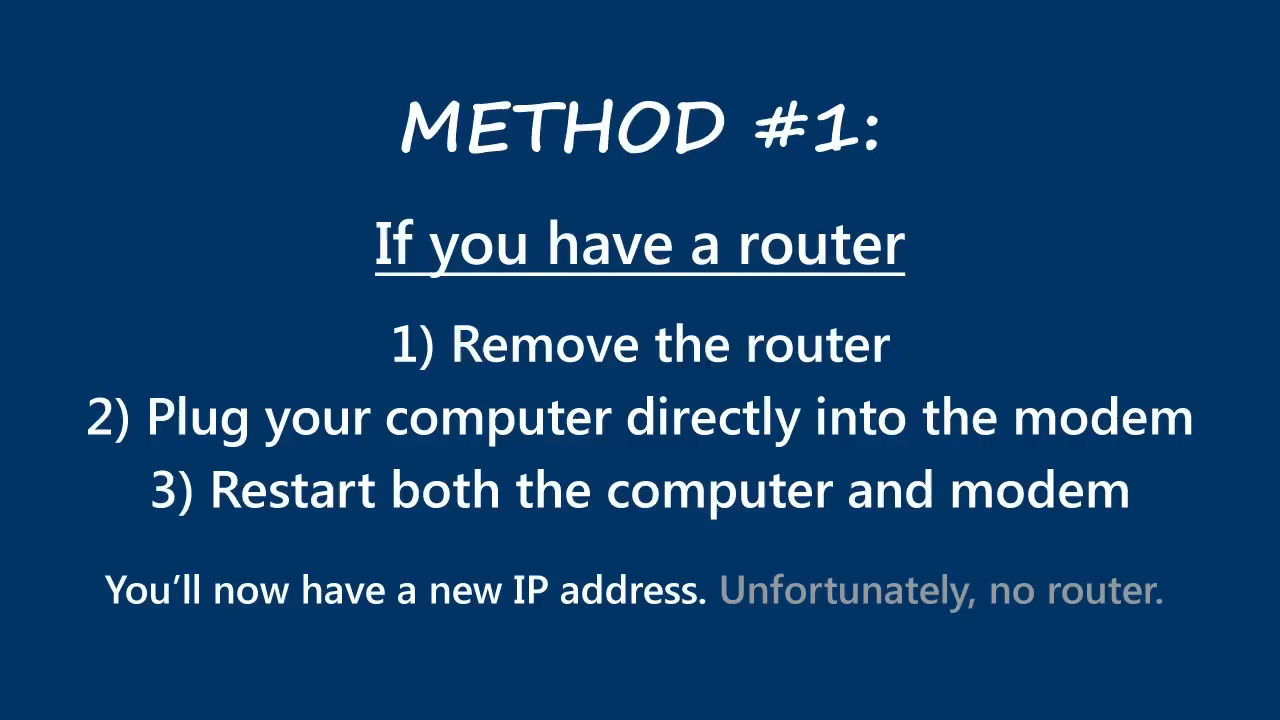 METHOD #1:
If you have a router
1) Remove the router
2) Plug your computer directly into the modem
3) Restart both the computer and modem
You’ll now have a new IP address. Unfortunately, no router.